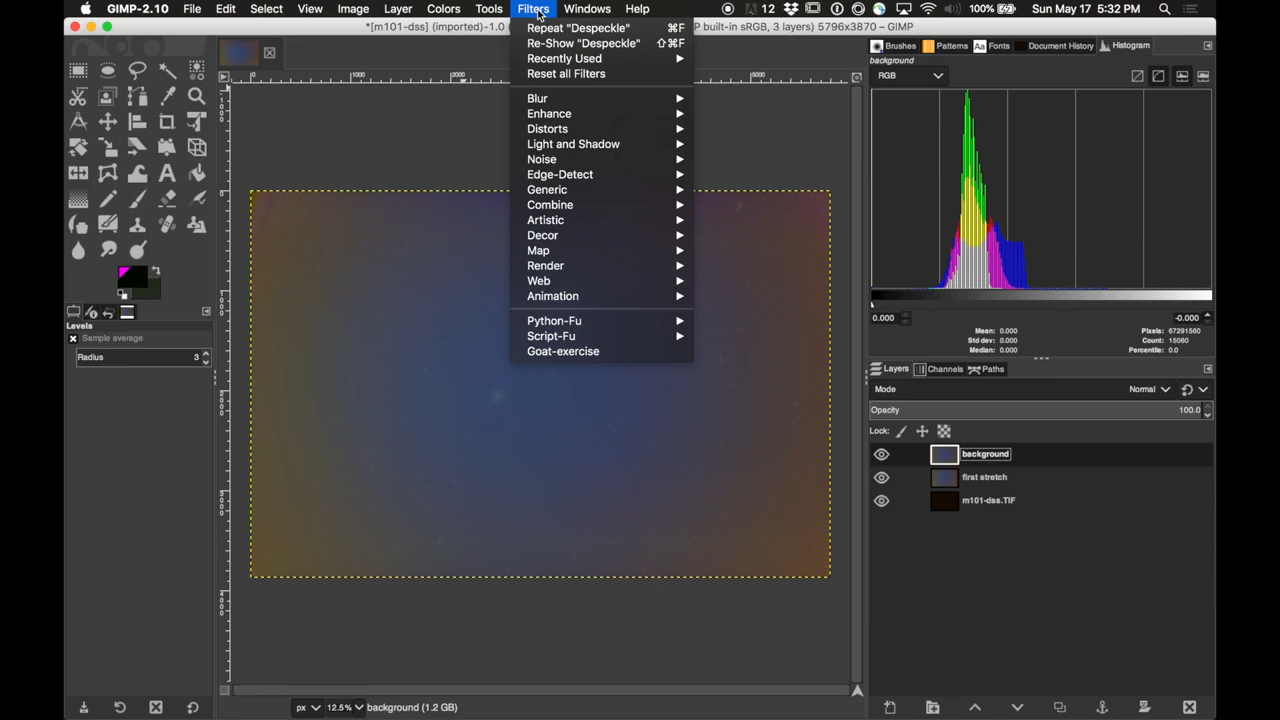 GIMP-2.10 File Edit Select View Image Layer Colors Tools Filters Windows Help 12 100% Sun May 17 5:32 PM
*[m101-dss] (imported)-1.0 P built-in sRGB, 3 layers) 5796x3870 – GIMP
Repeat "Despeckle" ⌘F
Re-Show "Despeckle" ⇧⌘F
Recently Used
Reset all Filters
Blur
Enhance
Distorts
Light and Shadow
Noise
Edge-Detect
Generic
Combine
Artistic
Decor
Map
Render
Web
Animation
Python-Fu
Script-Fu
Goat-exercise
Levels
Sample average
Radius 3
Brushes Patterns Aa Fonts Document History Histogram
background
RGB
0.000 -0.000
Mean: 0.000 Pixels: 67291560
Std dev: 0.000 Count: 15060
Median: 0.000 Percentile: 0.0
Layers Channels Paths
Mode Normal
Opacity 100.0
Lock:
background
first stretch
m101-dss.TIF
px 12.5% background (1.2 GB)